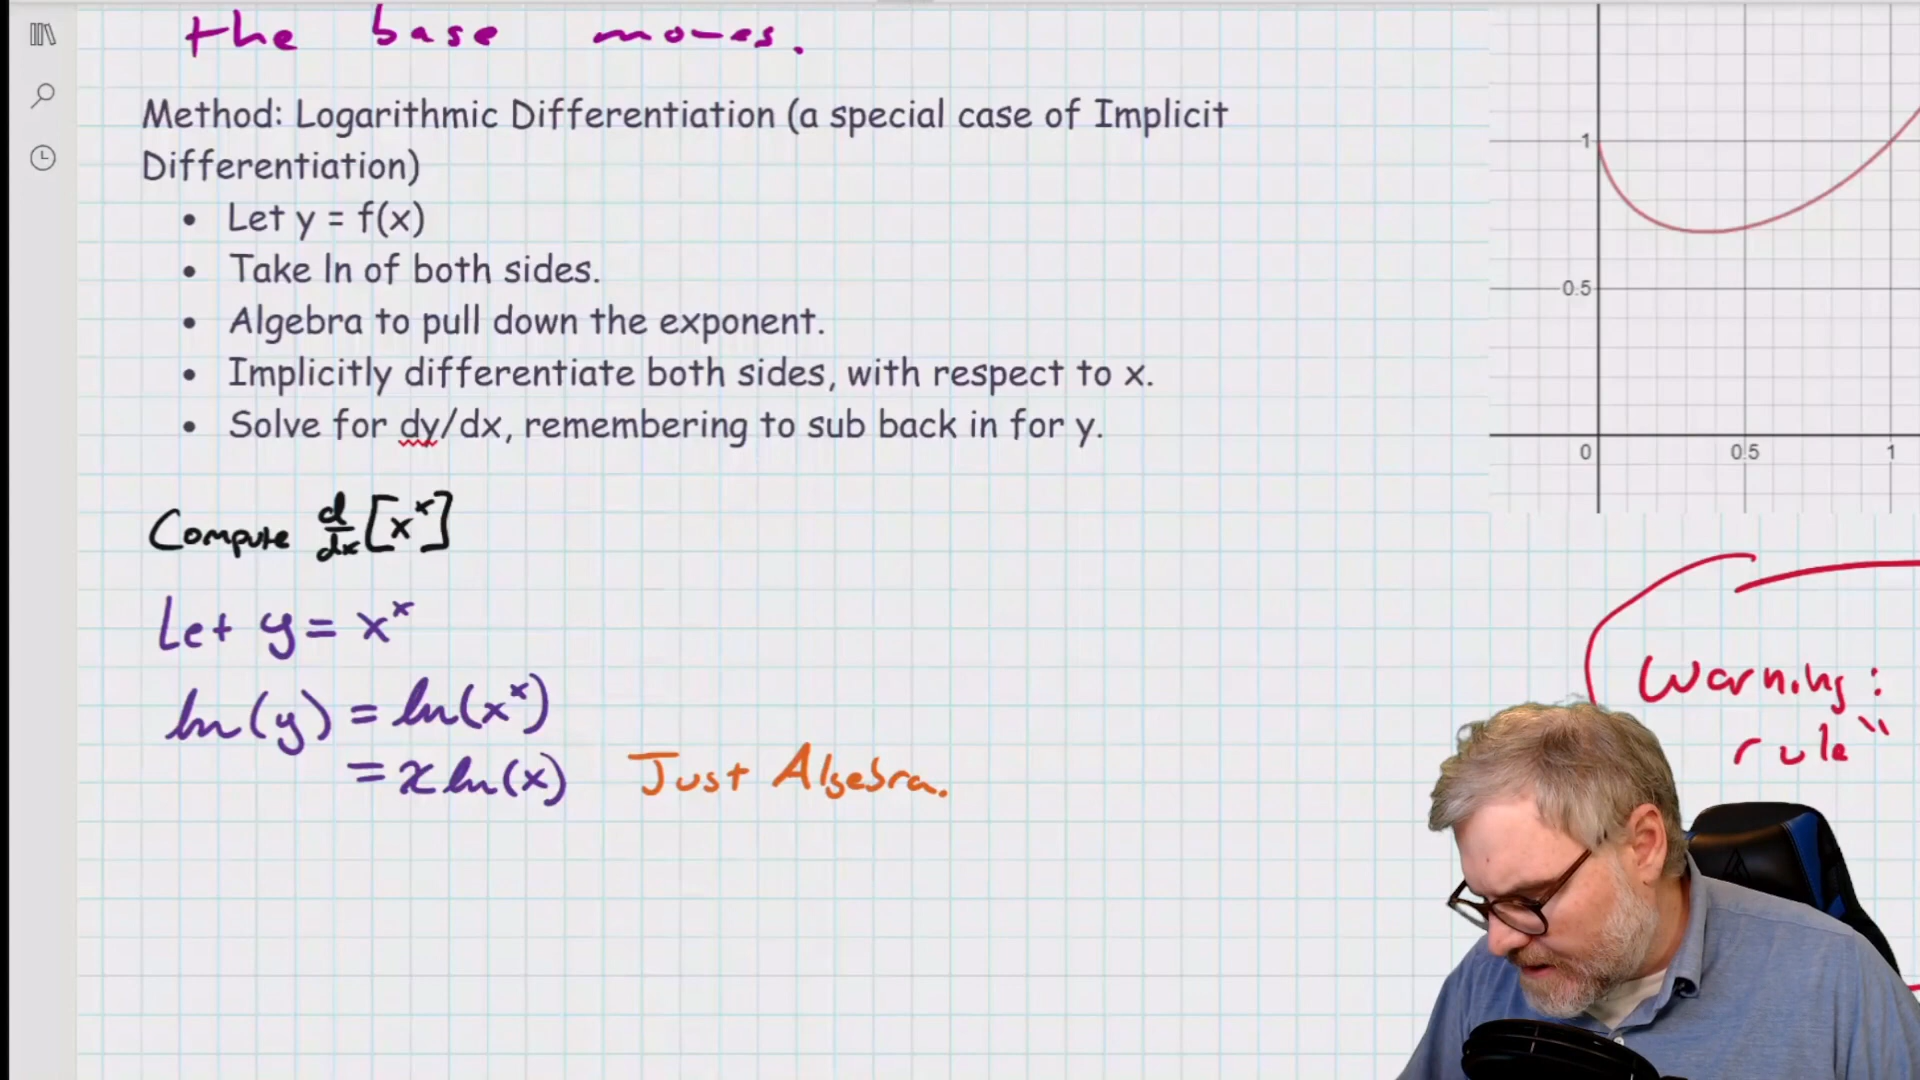 the base moves.
Method: Logarithmic Differentiation (a special case of Implicit
Differentiation)
• Let y = f(x)
• Take ln of both sides.
• Algebra to pull down the exponent.
• Implicitly differentiate both sides, with respect to x.
• Solve for dy/dx, remembering to sub back in for y.
1
0.5
0 0.5 1
Compute d/dx [x^x]
Let y = x^x
ln(y) = ln(x^x)
= x ln(x) Just Algebra.
Warning:
rule"